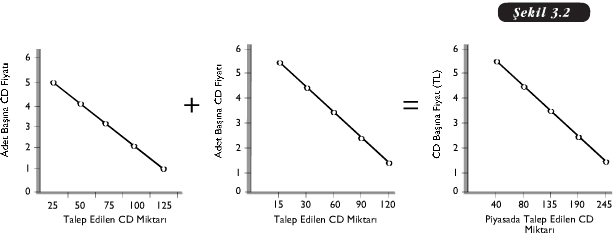 Şekil 3.2
Adet Başına CD Fiyatı
6
5
4
3
2
1
0
25 50 75 100 125
Talep Edilen CD Miktarı
+
Adet Başına CD Fiyatı
6
5
4
3
2
1
0
15 30 60 90 120
Talep Edilen CD Miktarı
=
CD Başına Fiyat (TL)
6
5
4
3
2
1
0
40 80 135 190 245
Piyasada Talep Edilen CD
Miktarı